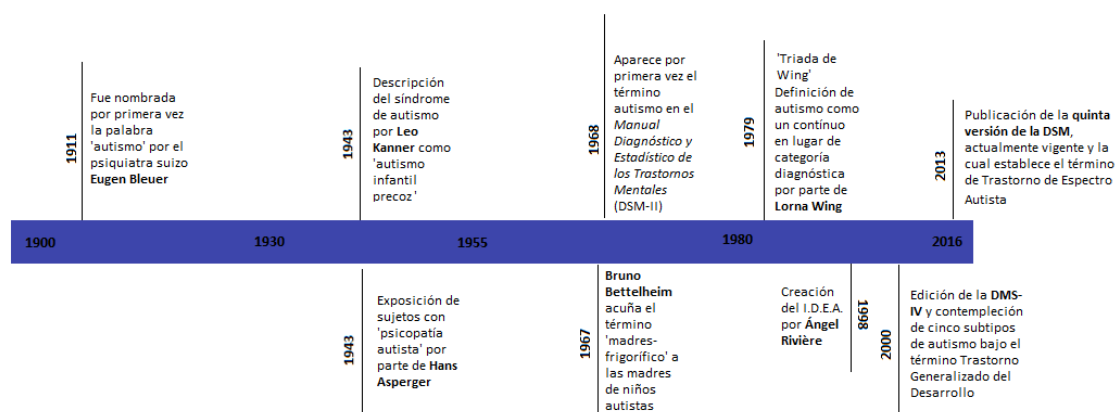 1911
Fue nombrada
por primera vez
la palabra
'autismo' por el
psiquiatra suizo
Eugen Bleuer
1943
Descripción
del síndrome
de autismo
por Leo
Kanner como
'autismo
infantil
precoz'
1968
Aparece por
primera vez el
término
autismo en el
Manual
Diagnóstico y
Estadístico de
los Trastornos
Mentales
(DSM-II)
1979
'Triada de
Wing'
Definición de
autismo como
un contínuo
en lugar de
categoría
diagnóstica
por parte de
Lorna Wing
2013
Publicación de la quinta
versión de la DSM,
actualmente vigente y la
cual establece el término
de Trastorno de Espectro
Autista
1900 1930 1955 1980 2016
1943
Exposición de
sujetos con
'psicopatía
autista' por
parte de Hans
Asperger
1967
Bruno
Bettelheim
acuña el
término
'madres-
frigorífico' a
las madres
de niños
autistas
Creación
del I.D.E.A.
por Ángel
Rivière
1998
2000
Edición de la DMS-
IV y contempleción
de cinco subtipos
de autismo bajo el
término Trastorno
Generalizado del
Desarrollo